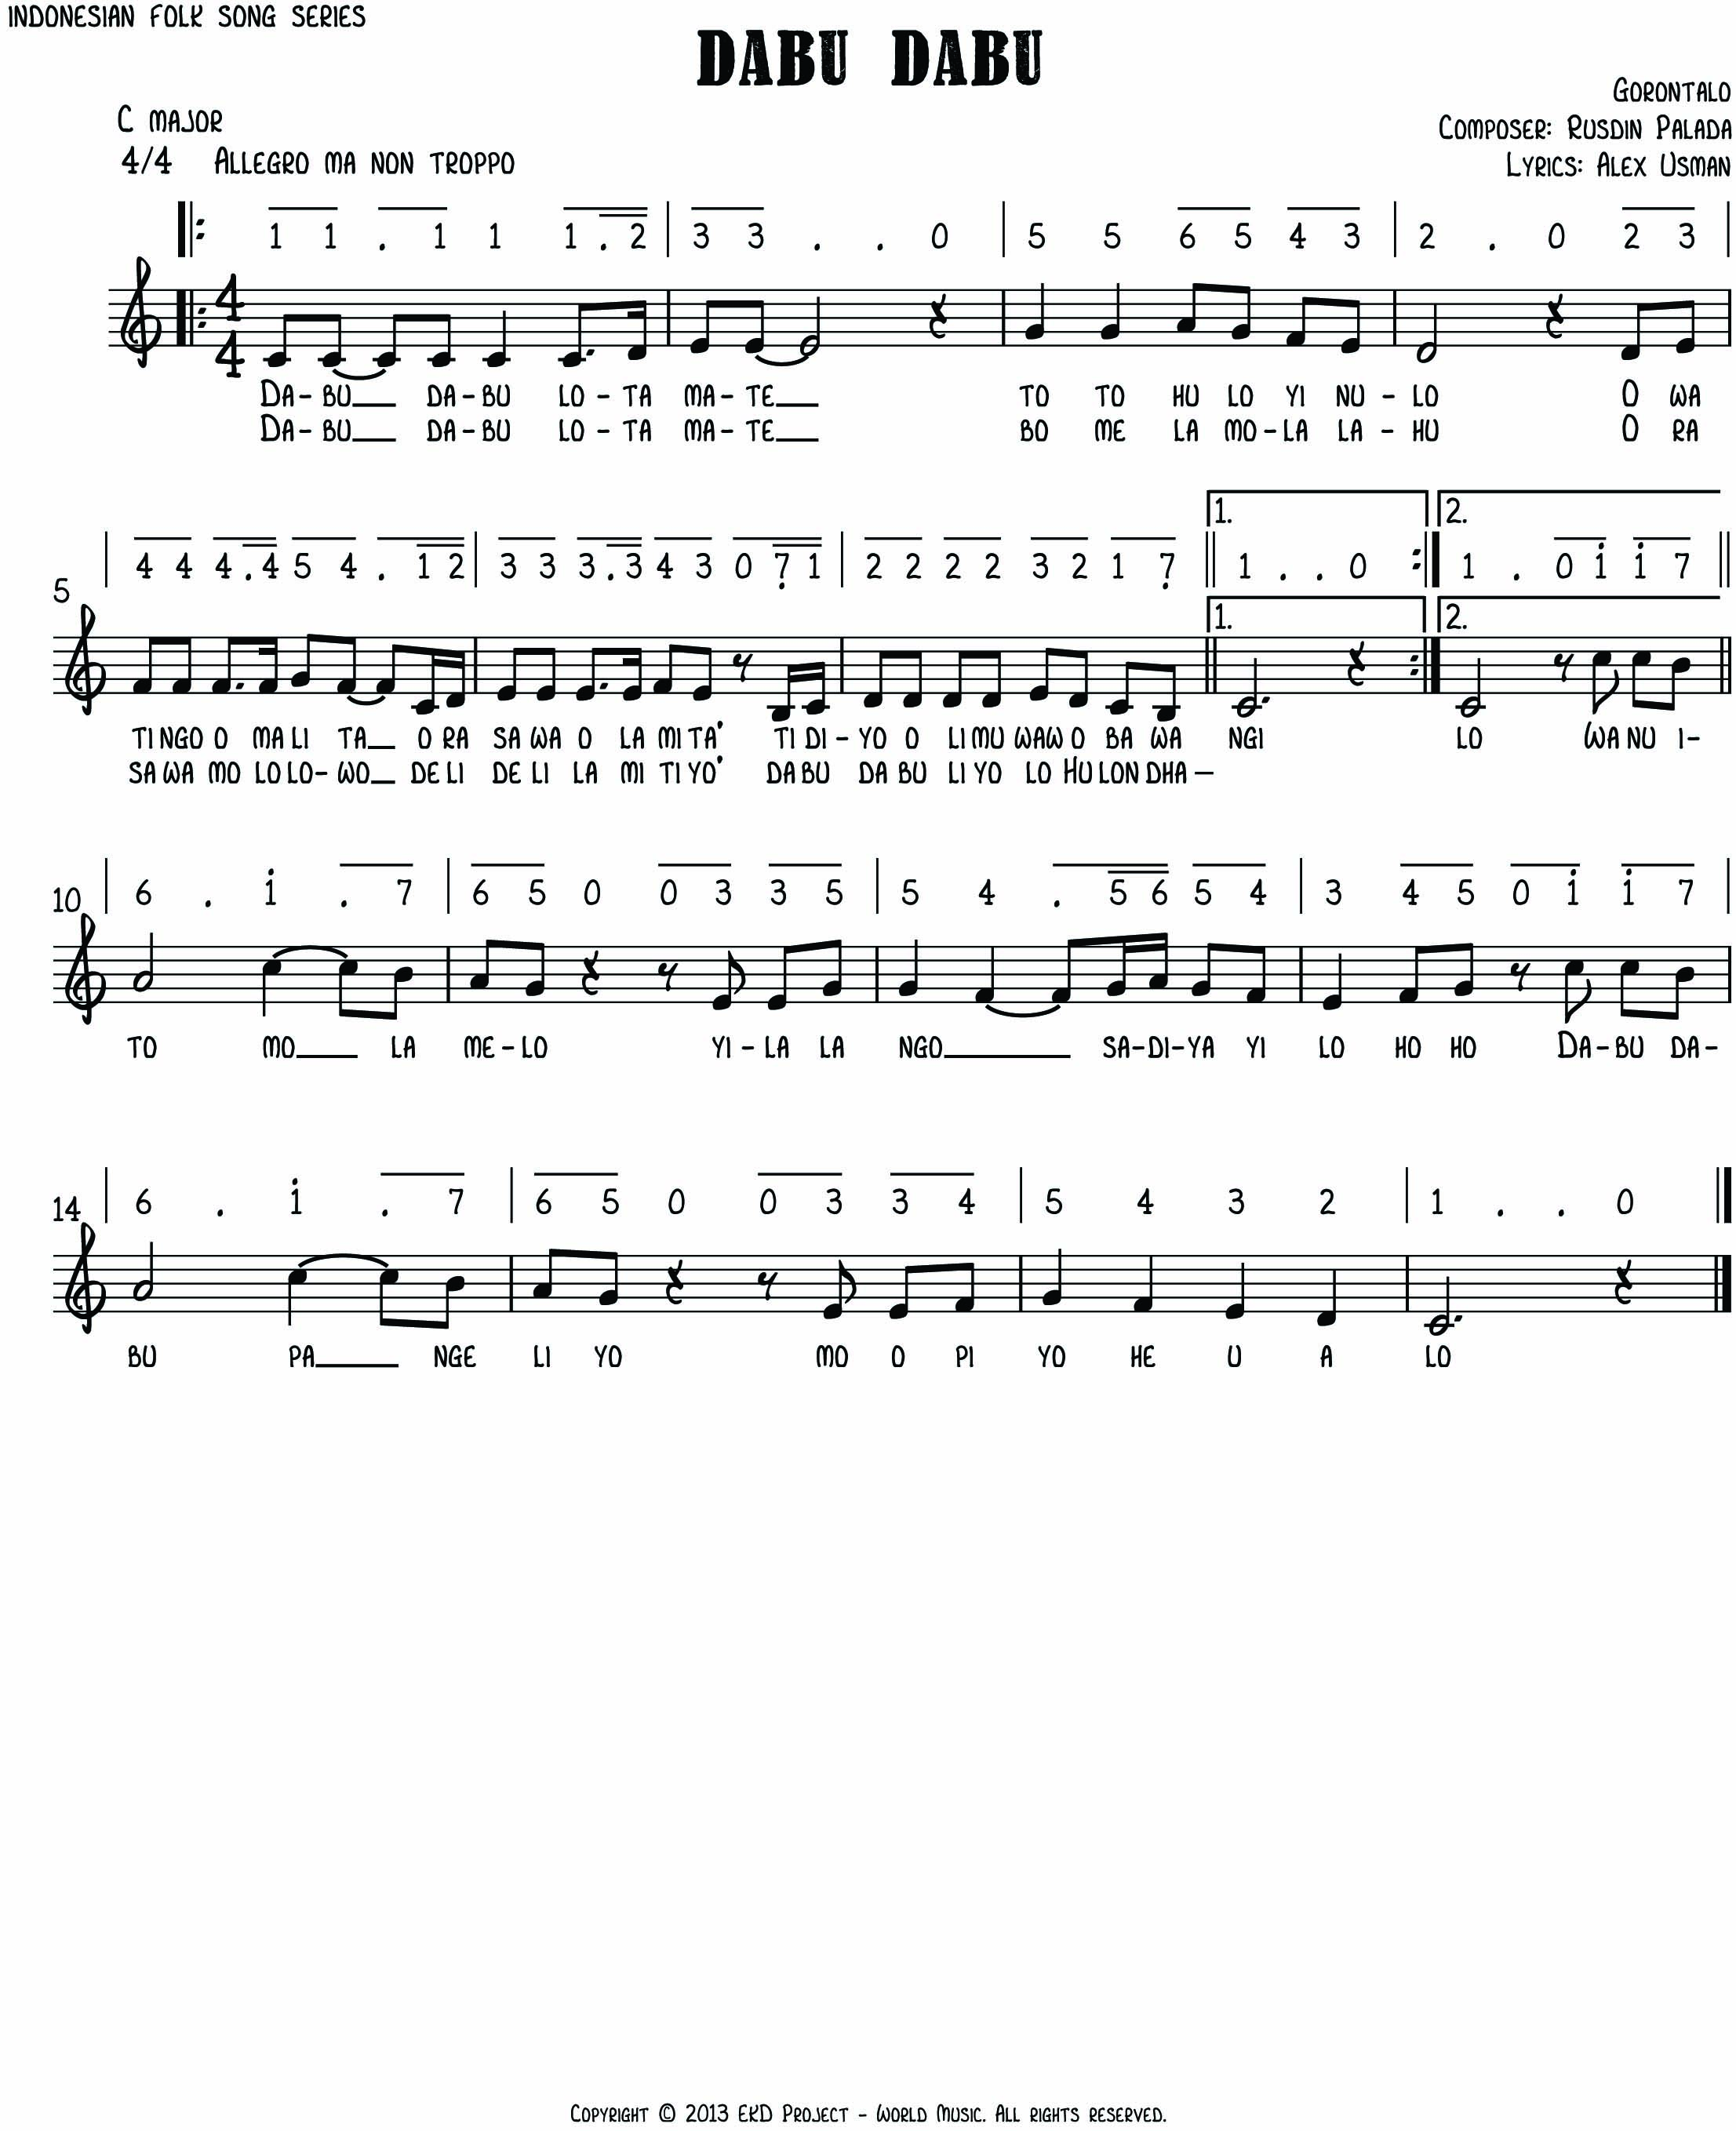 INDONESIAN FOLK SONG SERIES
DABU DABU
GORONTALO
C MAJOR
COMPOSER: RUSDIN PALADA
4/4 ALLEGRO MA NON TROPPO
LYRICS: ALEX USMAN
1 1 . 1 1 1 . 2 | 3 3 . . 0 | 5 5 6 5 4 3 | 2 . 0 2 3 |
4 4
DA- BU DA-BU LO - TA MA- TE TO TO HU LO YI NU - LO O WA
DA- BU DA-BU LO - TA MA- TE BO ME LA MO-LA LA - HU O RA
1. 2.
| 4 4 4 . 4 5 4 . 1 2 | 3 3 3 . 3 4 3 0 7̣ 1 | 2 2 2 2 3 2 1 7̣ || 1 . . 0 :| 1 . 0 i i 7 ||
5
1. 2.
TI NGO O MA LI TA O RA SA WA O LA MI TA' TI DI - YO O LI MU WAW O BA WA NGI LO WA NU I-
SA WA MO LO LO- WO DE LI DE LI LA MI TI YO' DA BU DA BU LI YO LO HU LON DHA -
| 6 . i . 7 | 6 5 0 0 3 3 5 | 5 4 . 5 6 5 4 | 3 4 5 0 i i 7 |
10
TO MO LA ME-LO YI-LA LA NGO SA-DI-YA YI LO HO HO DA-BU DA-
| 6 . i . 7 | 6 5 0 0 3 3 4 | 5 4 3 2 | 1 . . 0
14
BU PA NGE LI YO MO O PI YO HE U A LO
COPYRIGHT © 2013 EKD PROJECT - WORLD MUSIC. ALL RIGHTS RESERVED.